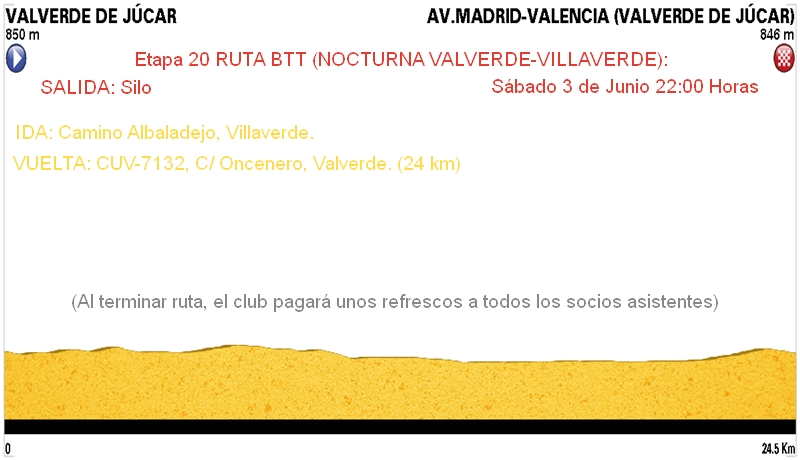 VALVERDE DE JÚCAR
AV.MADRID-VALENCIA (VALVERDE DE JÚCAR)
850 m
846 m
Etapa 20 RUTA BTT (NOCTURNA VALVERDE-VILLAVERDE):
SALIDA: Silo
Sábado 3 de Junio 22:00 Horas
IDA: Camino Albaladejo, Villaverde.
VUELTA: CUV-7132, C/ Oncenero, Valverde. (24 km)
(Al terminar ruta, el club pagará unos refrescos a todos los socios asistentes)
0
24.5 Km